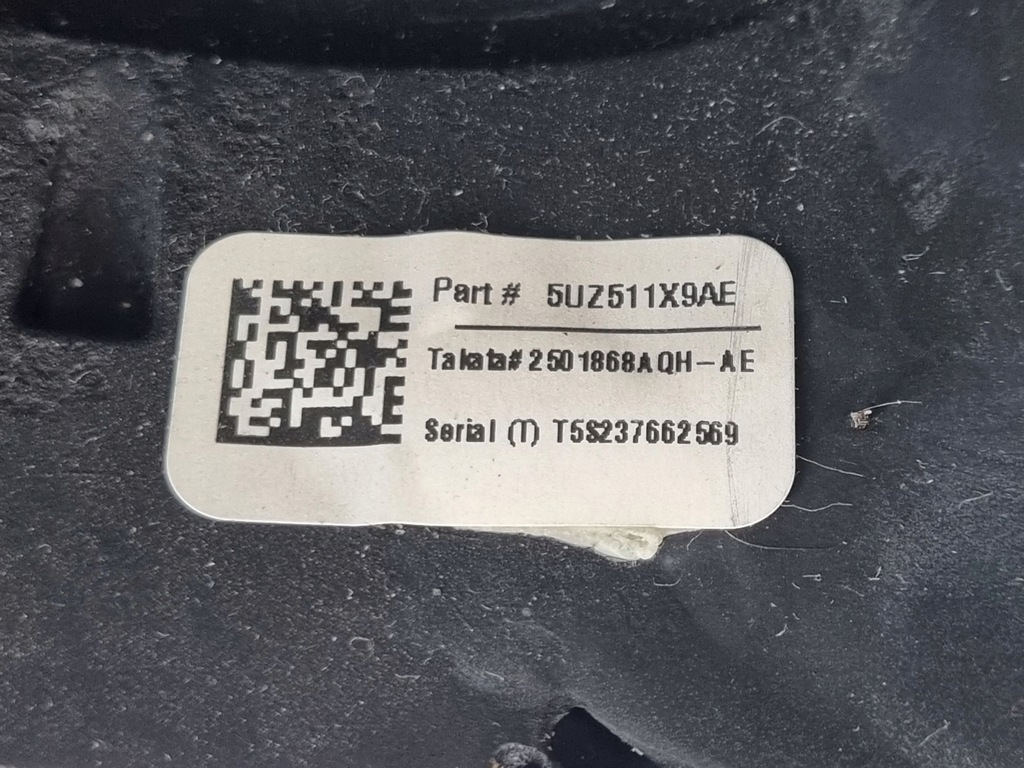 Part # 5UZ511X9AE
Takata# 2501868AQH-AE
Serial (T) T5S237662569